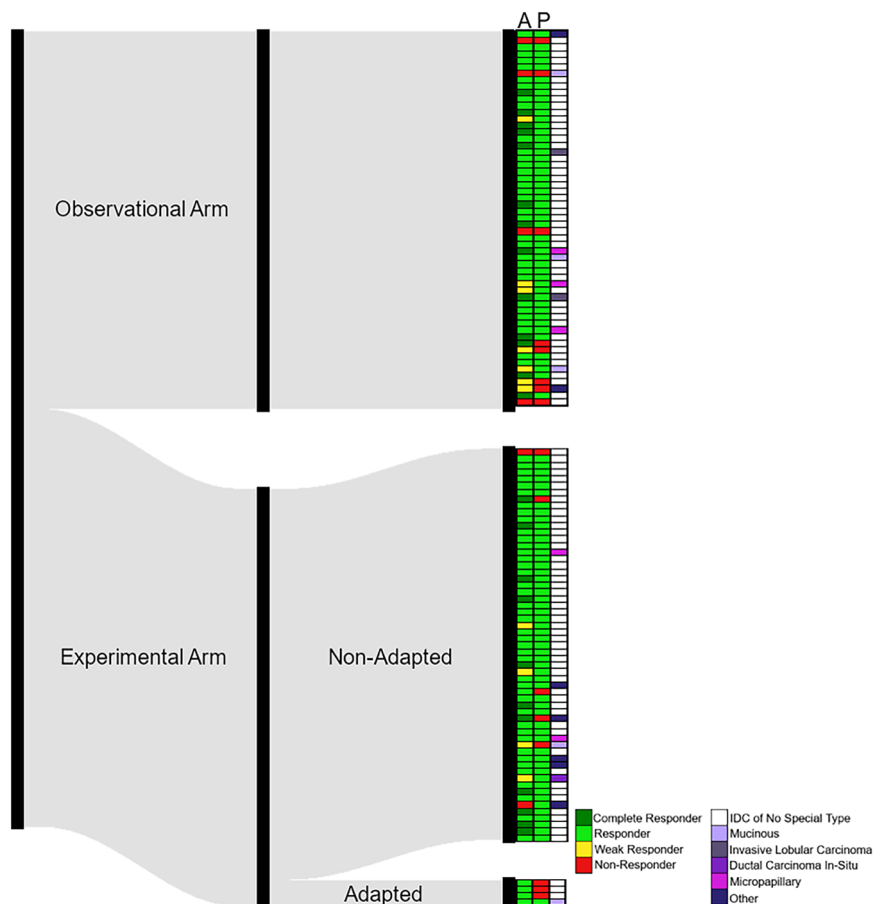 A P
Observational Arm
Experimental Arm
Non-Adapted
Adapted
Complete Responder
Responder
Weak Responder
Non-Responder
IDC of No Special Type
Mucinous
Invasive Lobular Carcinoma
Ductal Carcinoma In-Situ
Micropapillary
Other